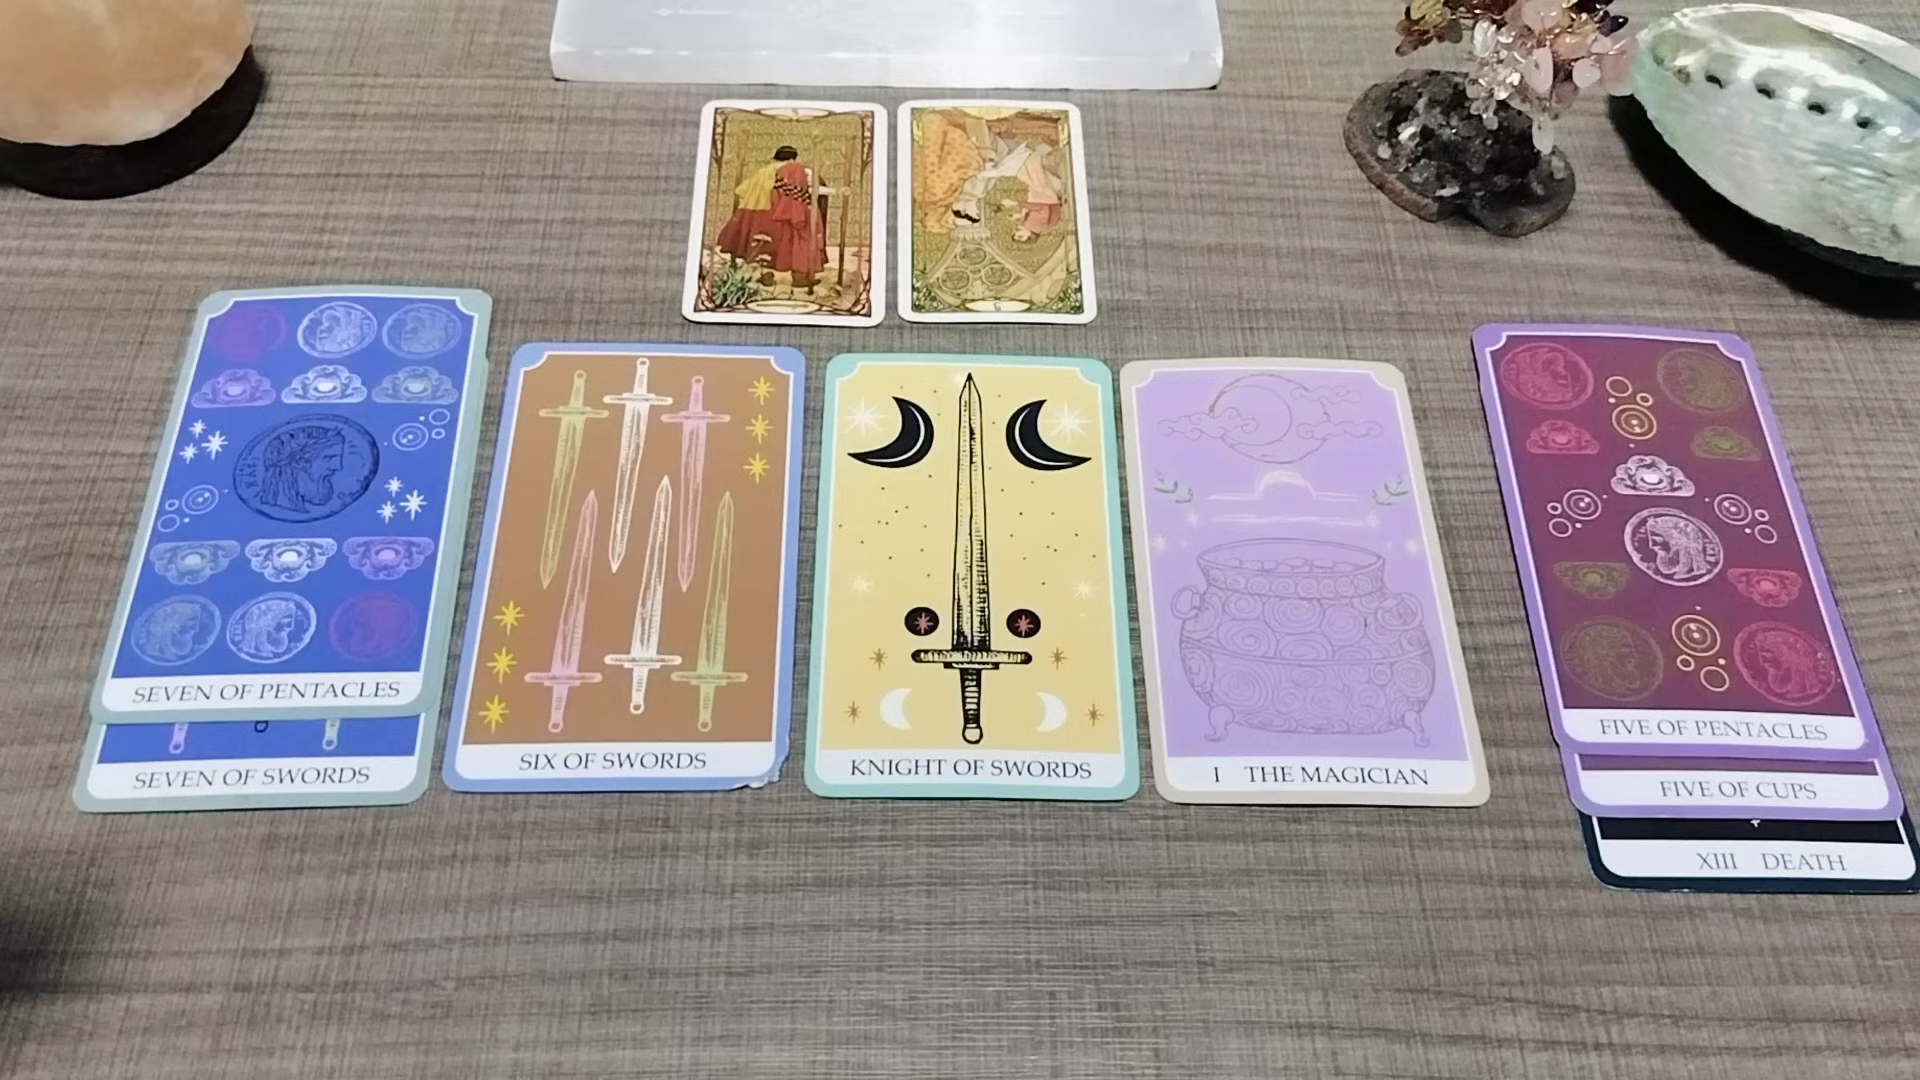 SEVEN OF PENTACLES
SEVEN OF SWORDS
SIX OF SWORDS
KNIGHT OF SWORDS
I THE MAGICIAN
FIVE OF PENTACLES
FIVE OF CUPS
XIII DEATH